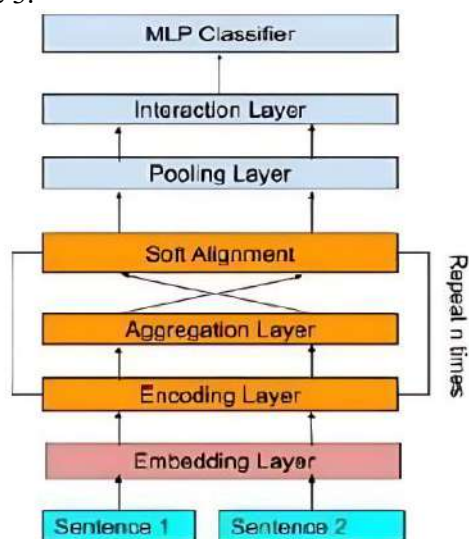 MLP Classifier
Interaction Layer
Pooling Layer
Soft Alignment
Aggregation Layer
Encoding Layer
Embedding Layer
Sentence 1
Sentence 2
Repeal n times